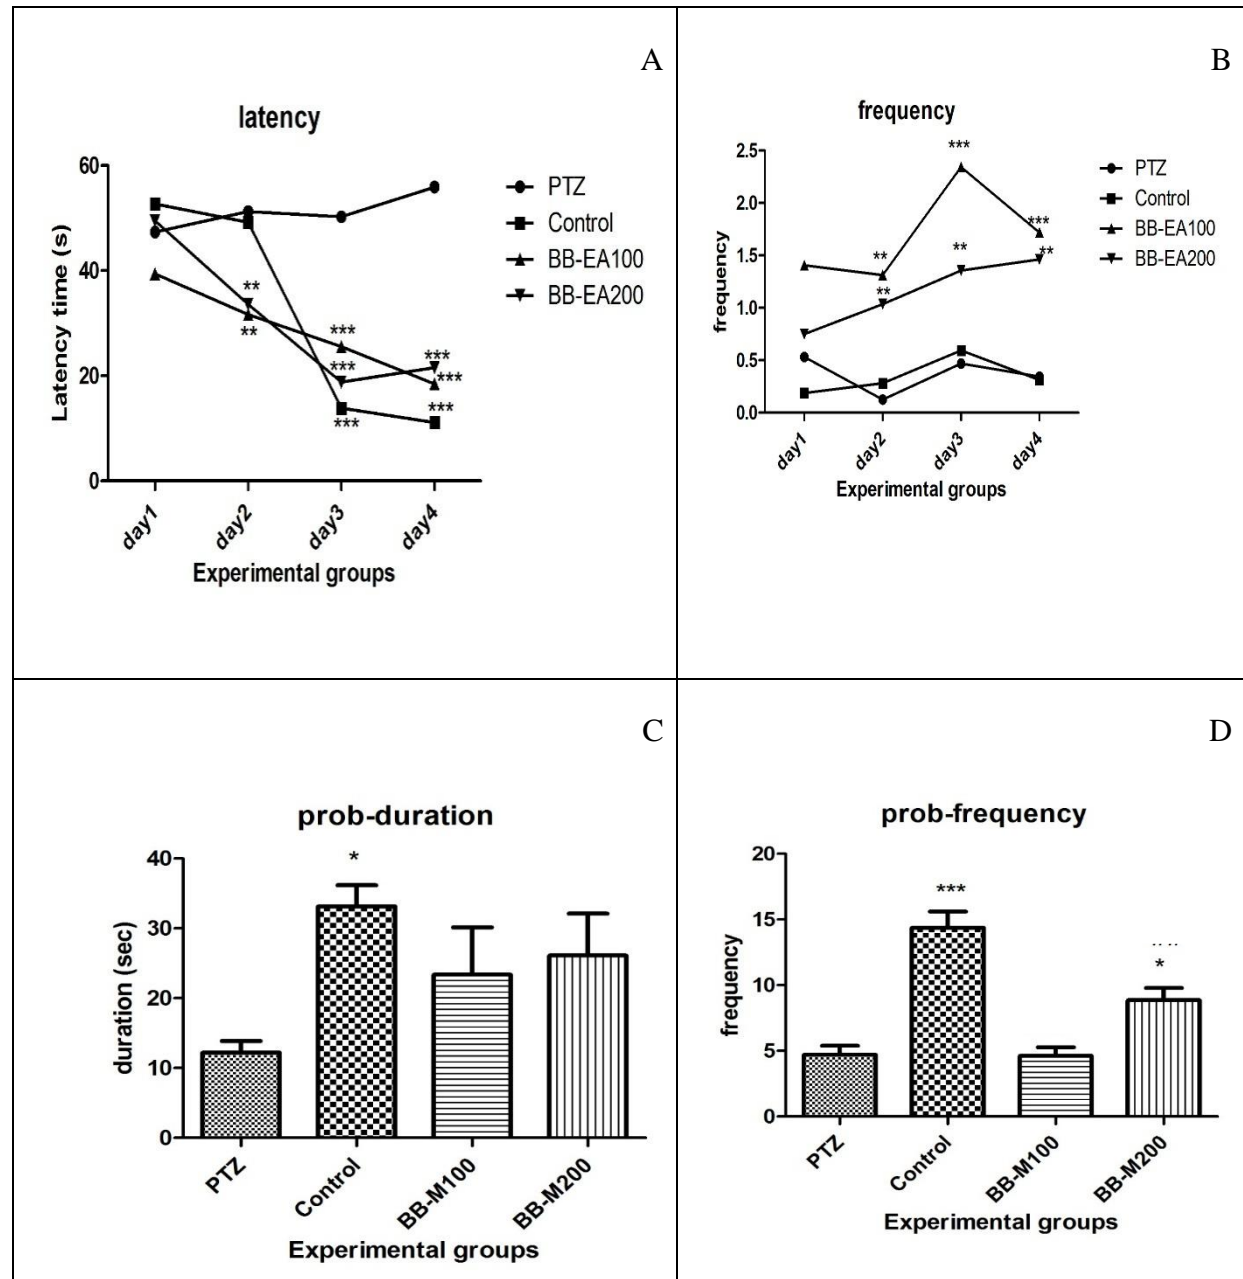 A
latency
60
40
20
0
Latency time (s)
**
**
***
***
***
***
***
***
day1
day2
day3
day4
Experimental groups
PTZ
Control
BB-EA100
BB-EA200
B
frequency
2.5
2.0
1.5
1.0
0.5
0.0
frequency
***
**
**
**
***
**
day1
day2
day3
day4
Experimental groups
PTZ
Control
BB-EA100
BB-EA200
C
prob-duration
40
30
20
10
0
duration (sec)
*
PTZ
Control
BB-M100
BB-M200
Experimental groups
D
prob-frequency
20
15
10
5
0
frequency
***
*
PTZ
Control
BB-M100
BB-M200
Experimental groups